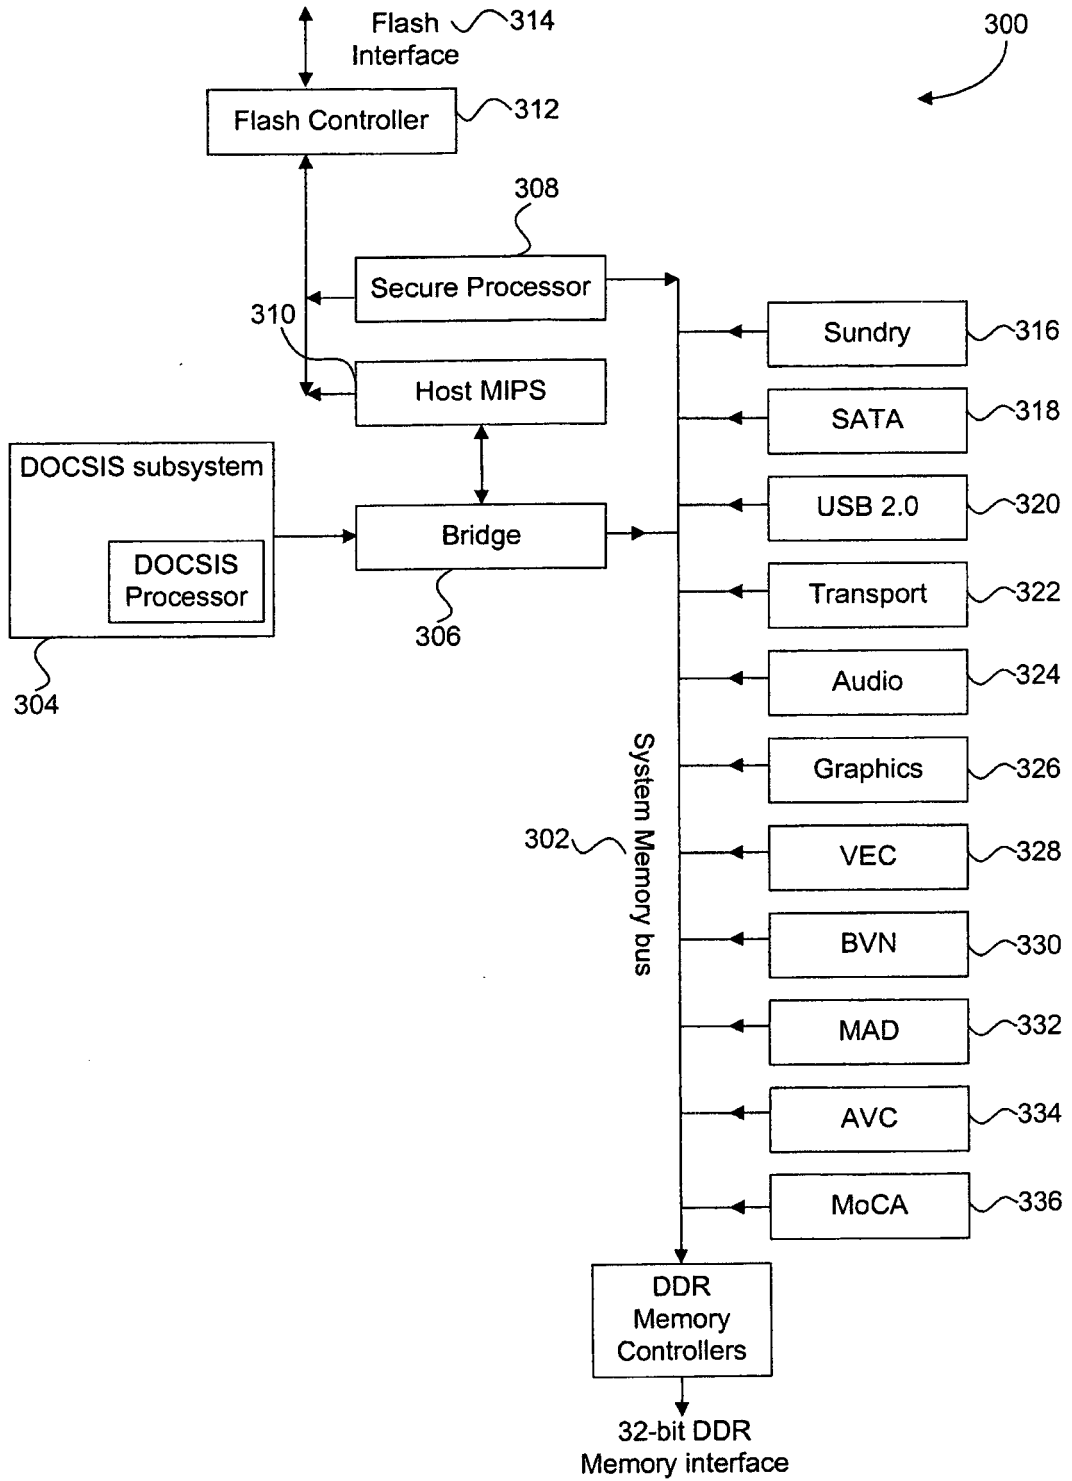 Flash
Interface
314
300
Flash Controller
312
308
Secure Processor
310
Host MIPS
Sundry
316
SATA
318
DOCSIS subsystem
DOCSIS
Processor
304
Bridge
306
USB 2.0
320
Transport
322
Audio
324
Graphics
326
System Memory bus
302
VEC
328
BVN
330
MAD
332
AVC
334
MoCA
336
DDR
Memory
Controllers
32-bit DDR
Memory interface